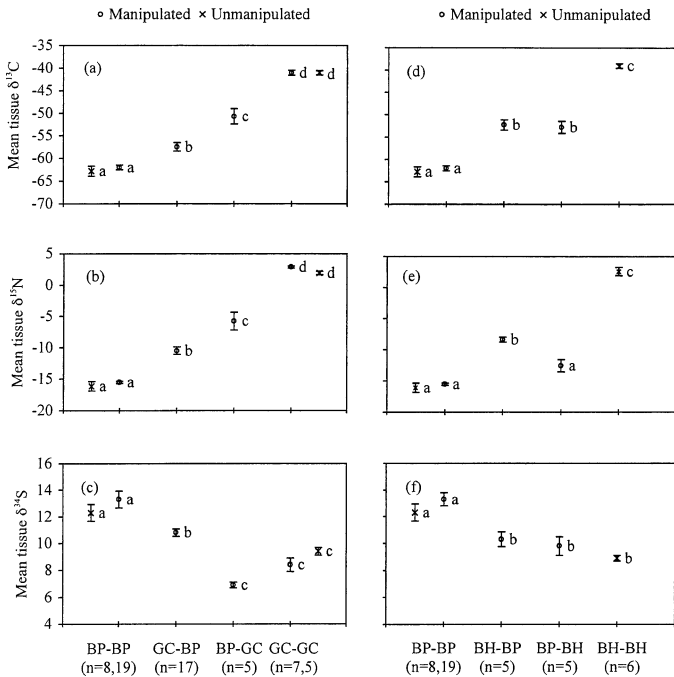 o Manipulated × Unmanipulated
o Manipulated × Unmanipulated
Mean tissue δ¹³C
-35
-40
-45
-50
-55
-60
-65
-70
(a)
a
a
b
c
d
d
(d)
a
a
b
b
c
Mean tissue δ¹⁵N
5
0
-5
-10
-15
-20
(b)
a
a
b
c
d
d
(e)
a
a
b
a
c
Mean tissue δ³⁴S
16
14
12
10
8
6
4
(c)
a
a
b
c
c
c
(f)
a
a
b
b
b
BP-BP GC-BP BP-GC GC-GC
(n=8,19) (n=17) (n=5) (n=7,5)
BP-BP BH-BP BP-BH BH-BH
(n=8,19) (n=5) (n=5) (n=6)